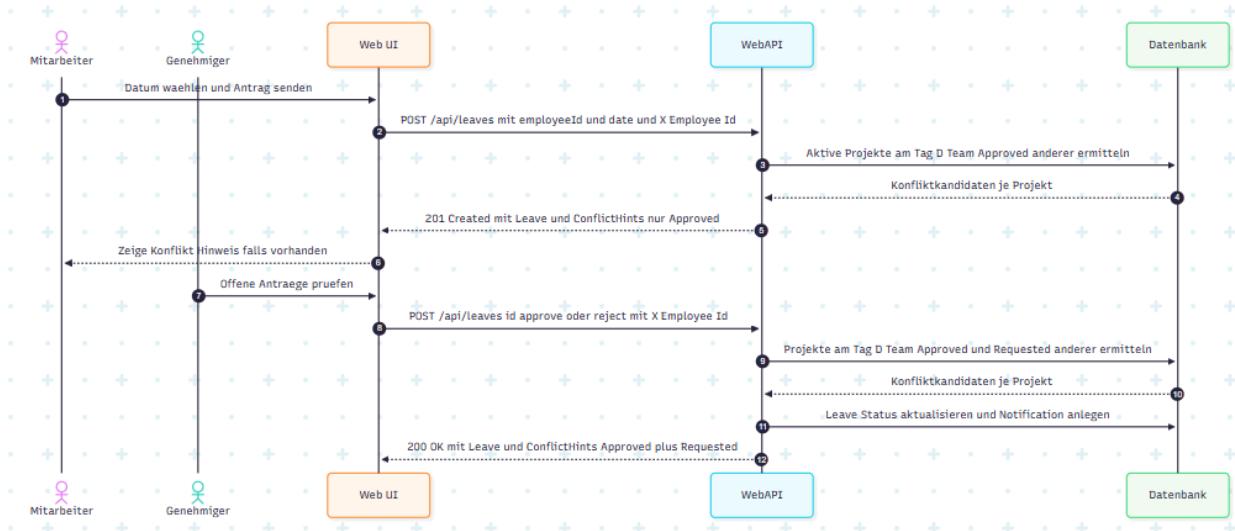 Mitarbeiter
Genehmiger
Web UI
WebAPI
Datenbank
1
Datum waehlen und Antrag senden
2
POST /api/leaves mit employeeId und date und X Employee Id
3
Aktive Projekte am Tag D Team Approved anderer ermitteln
4
Konfliktkandidaten je Projekt
5
201 Created mit Leave und ConflictHints nur Approved
6
Zeige Konflikt Hinweis falls vorhanden
7
Offene Antraege pruefen
8
POST /api/leaves id approve oder reject mit X Employee Id
9
Projekte am Tag D Team Approved und Requested anderer ermitteln
10
Konfliktkandidaten je Projekt
11
Leave Status aktualisieren und Notification anlegen
12
200 OK mit Leave und ConflictHints Approved plus Requested
Mitarbeiter
Genehmiger
Web UI
WebAPI
Datenbank